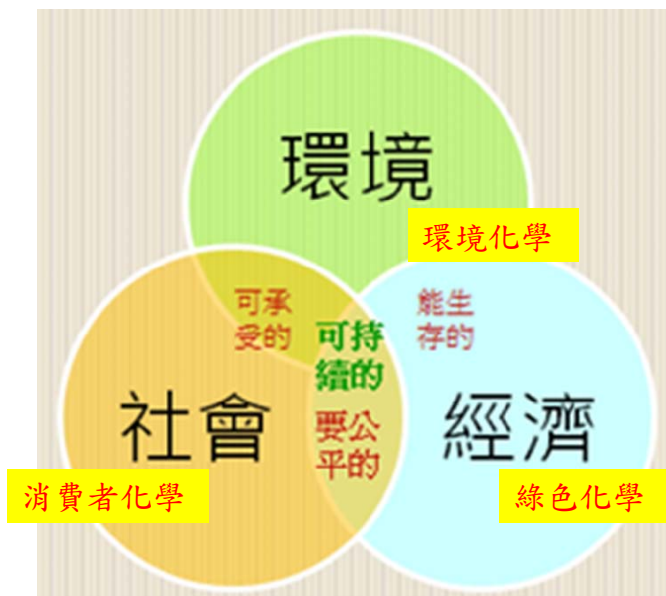 環境
環境化學
可承
受的
能生
存的
可持
續的
社會
要公
平的
經濟
消費者化學
綠色化學